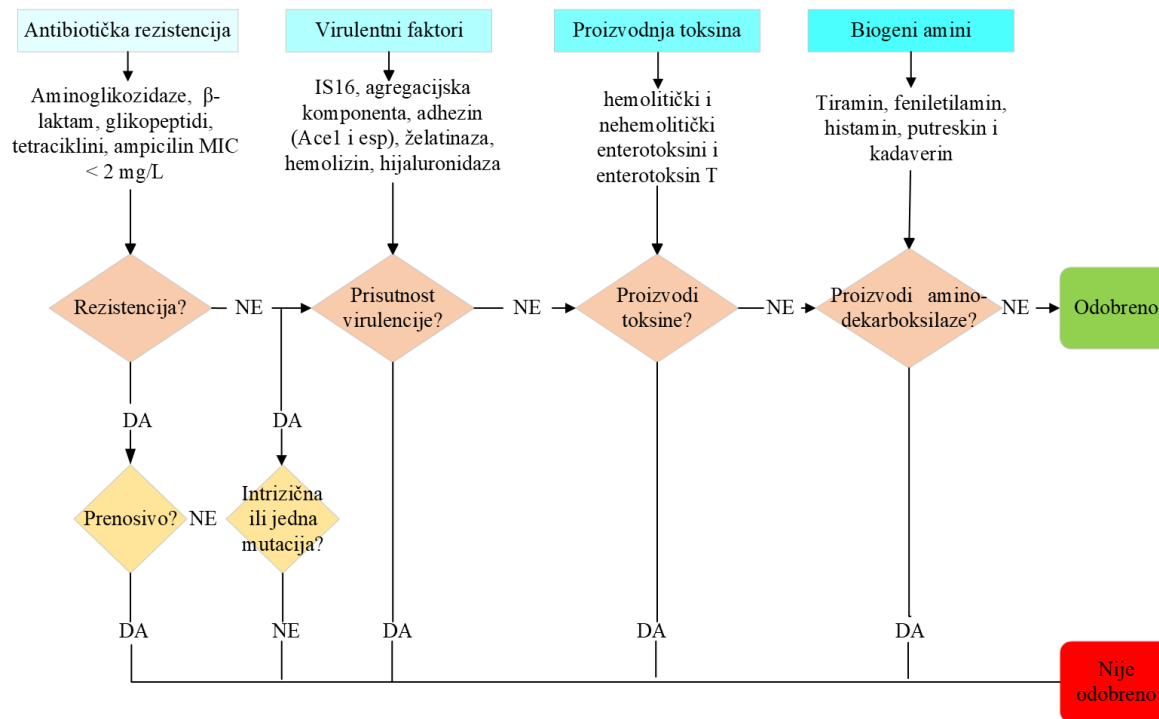 Antibiotička rezistencija
Virulentni faktori
Proizvodnja toksina
Biogeni amini
Aminoglikozidaze, β-
laktam, glikopeptidi,
tetraciklini, ampicilin MIC
< 2 mg/L
IS16, agregacijska
komponenta, adhezin
(Ace1 i esp), želatinaza,
hemolizin, hijaluronidaza
hemolitički i
nehemolitički
enterotoksini i
enterotoksin T
Tiramin, feniletilamin,
histamin, putreskin i
kadaverin
Rezistencija?
NE
Prisutnost
virulencije?
NE
Proizvodi
toksine?
NE
Proizvodi amino-
dekarboksilaze?
NE
Odobreno
DA
DA
Prenosivo?
NE
Intrizična
ili jedna
mutacija?
DA
NE
DA
DA
DA
Nije
odobreno